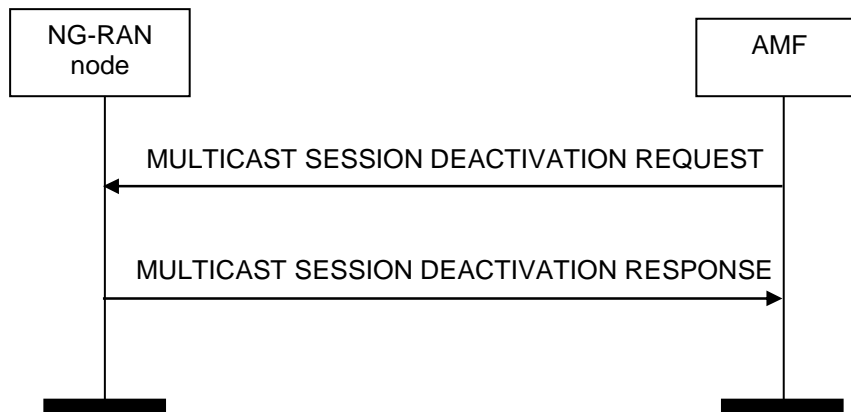 NG-RAN
node
AMF
MULTICAST SESSION DEACTIVATION REQUEST
MULTICAST SESSION DEACTIVATION RESPONSE